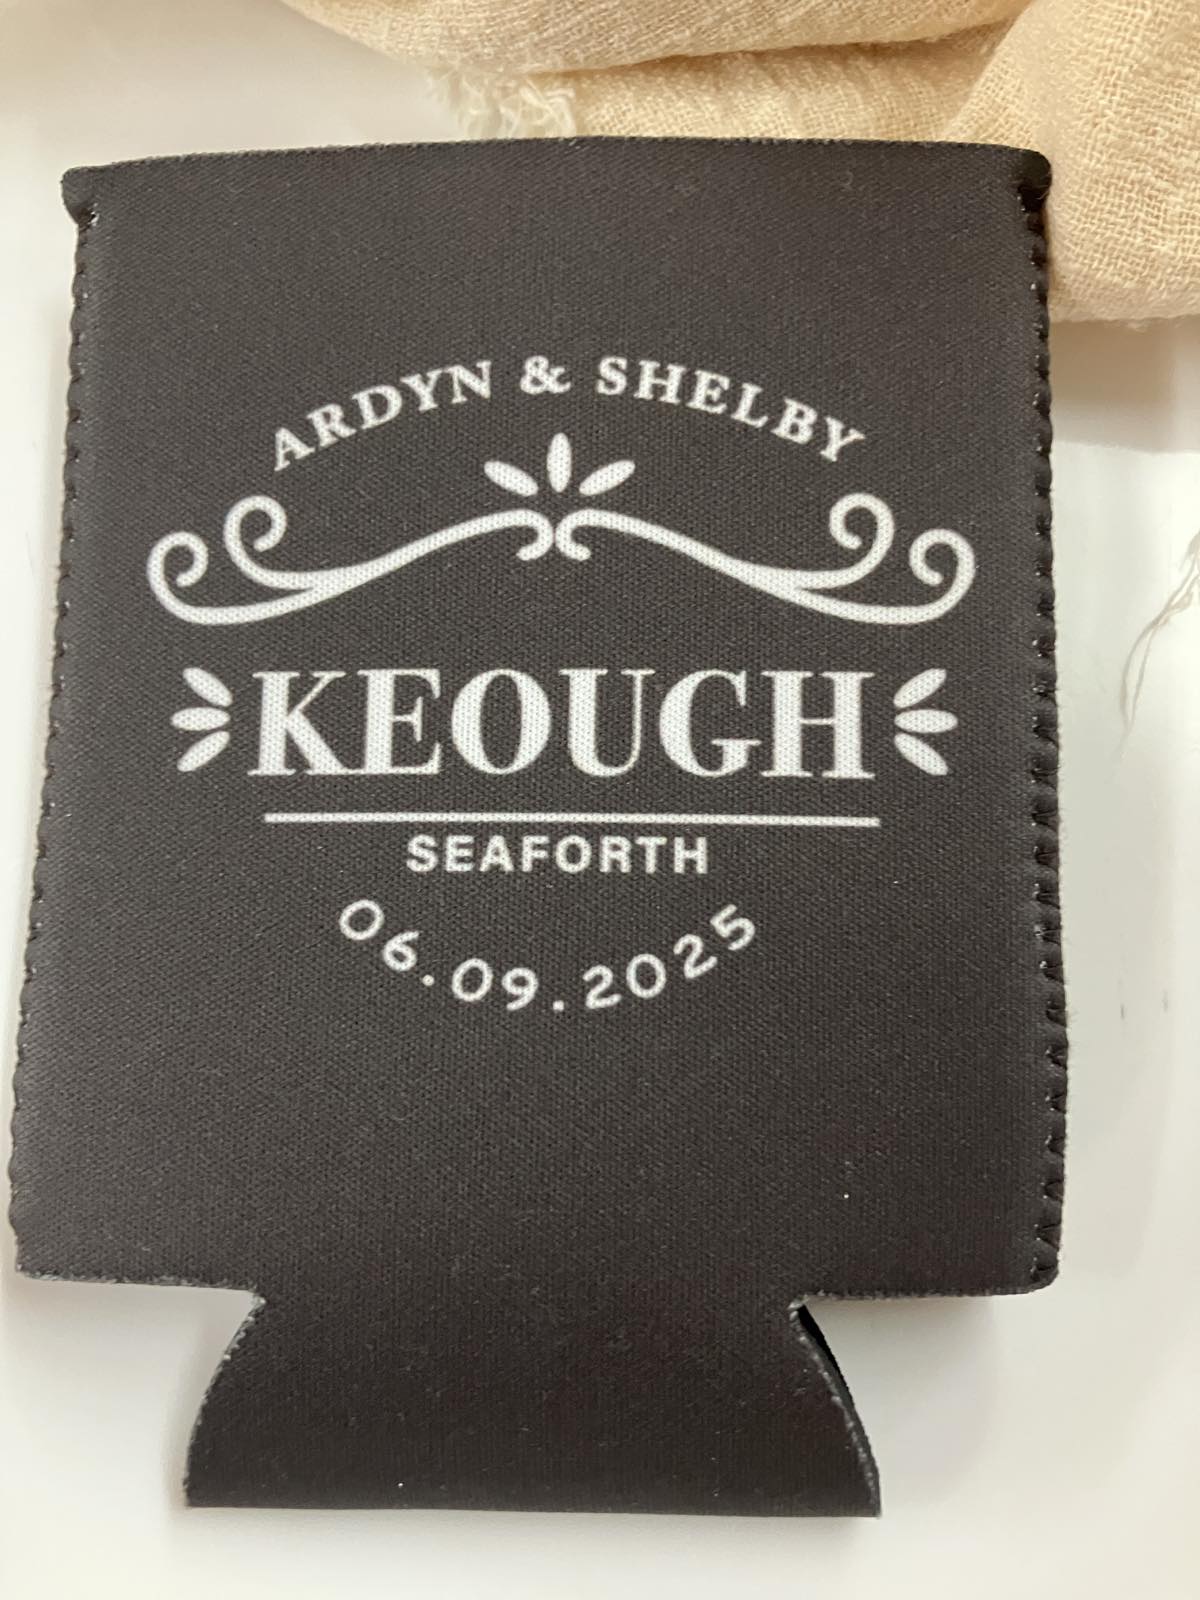 ARDYN & SHELBY
KEOUGH
SEAFORTH
06.09.2025